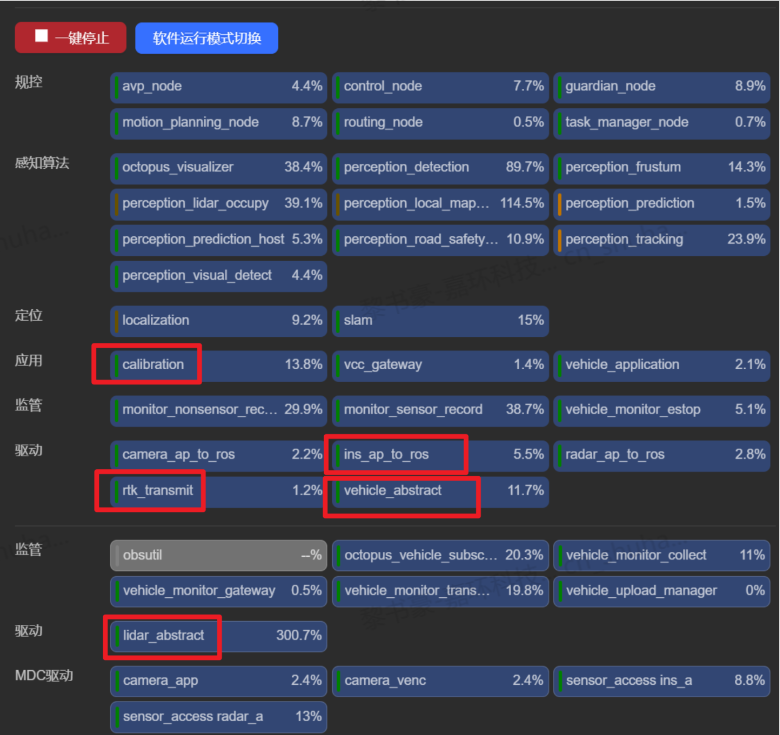 一键停止 软件运行模式切换
规控 avp_node 4.4% control_node 7.7% guardian_node 8.9%
motion_planning_node 8.7% routing_node 0.5% task_manager_node 0.7%
感知算法 octopus_visualizer 38.4% perception_detection 89.7% perception_frustum 14.3%
perception_lidar_occupy 39.1% perception_local_map... 114.5% perception_prediction 1.5%
perception_prediction_host 5.3% perception_road_safety... 10.9% perception_tracking 23.9%
perception_visual_detect 4.4%
定位 localization 9.2% slam 15%
应用 calibration 13.8% vcc_gateway 1.4% vehicle_application 2.1%
监管 monitor_nonsensor_rec... 29.9% monitor_sensor_record 38.7% vehicle_monitor_estop 5.1%
驱动 camera_ap_to_ros 2.2% ins_ap_to_ros 5.5% radar_ap_to_ros 2.8%
rtk_transmit 1.2% vehicle_abstract 11.7%
监管 obsutil --% octopus_vehicle_subsc... 20.3% vehicle_monitor_collect 11%
vehicle_monitor_gateway 0.5% vehicle_monitor_trans... 19.8% vehicle_upload_manager 0%
驱动 lidar_abstract 300.7%
MDC驱动 camera_app 2.4% camera_venc 2.4% sensor_access ins_a 8.8%
sensor_access radar_a 13%